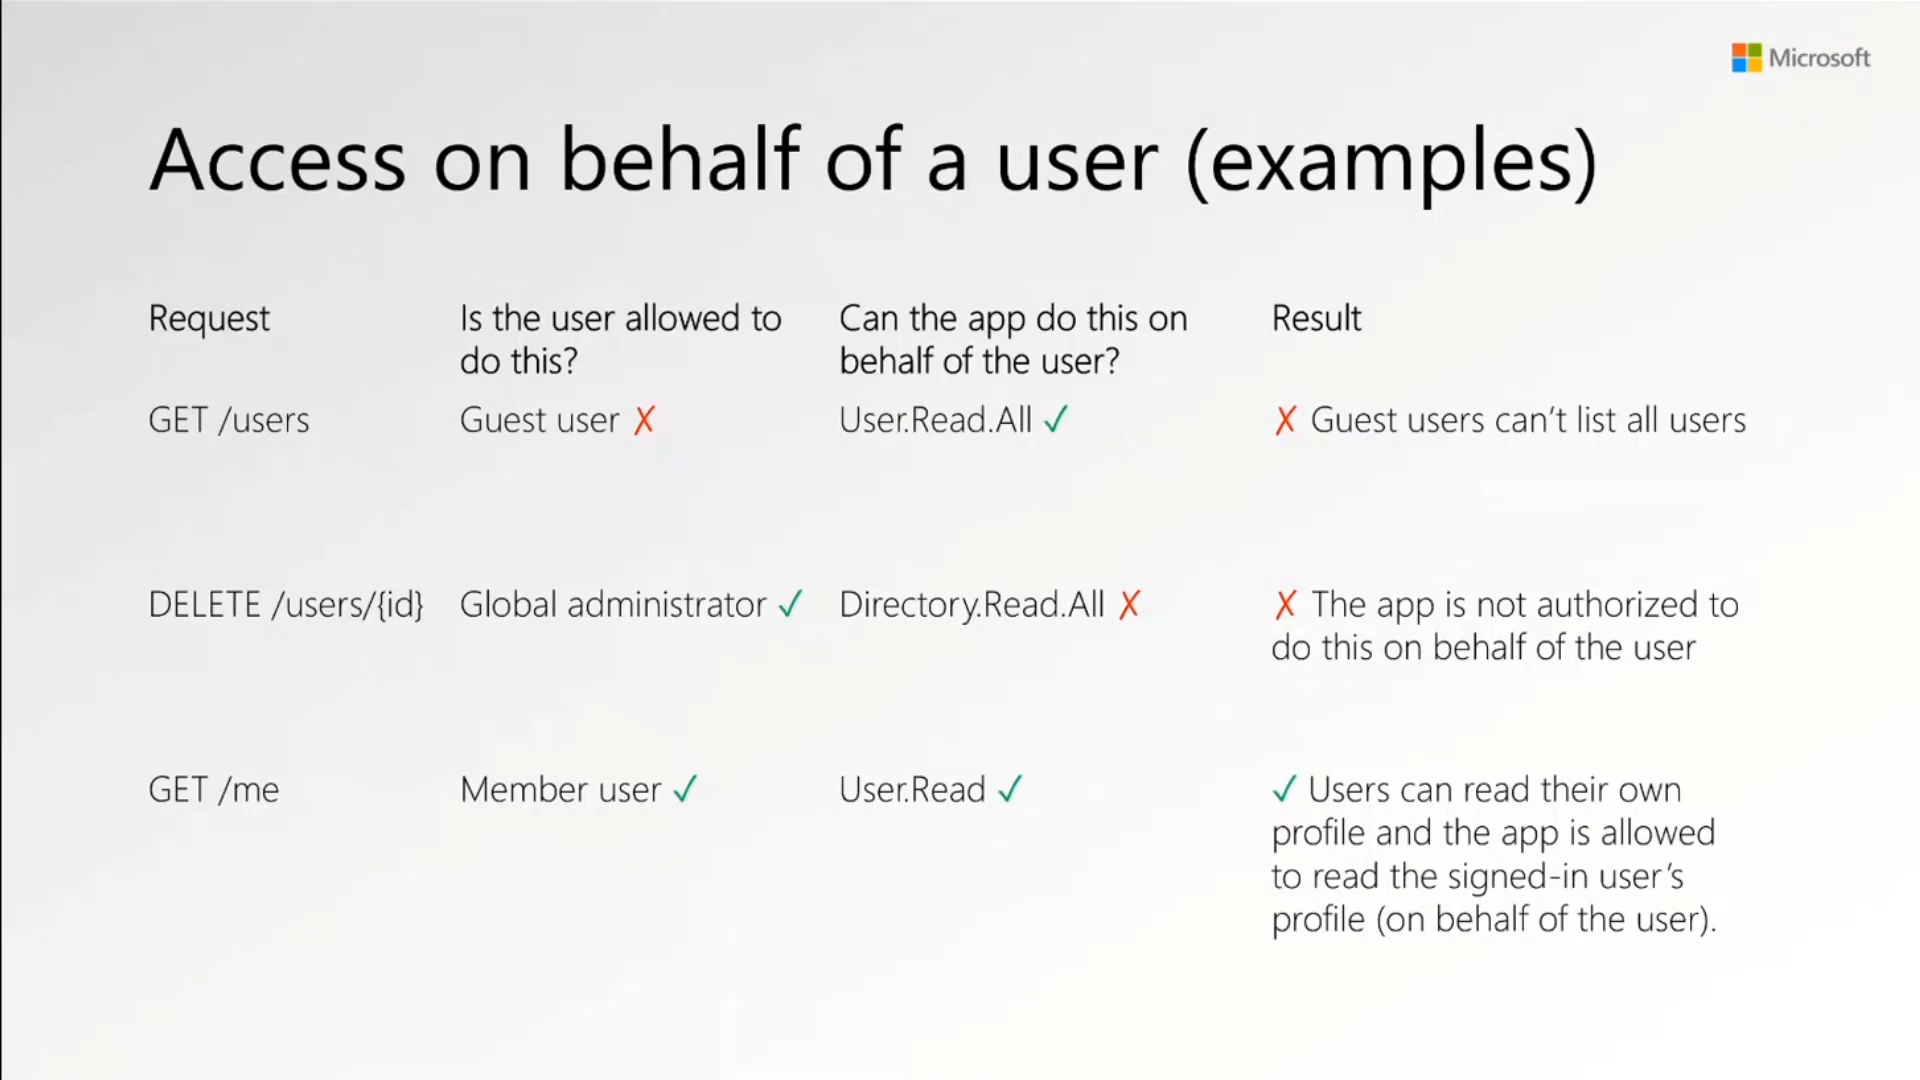 Microsoft
Access on behalf of a user (examples)
Request
Is the user allowed to
do this?
Can the app do this on
behalf of the user?
Result
GET /users
Guest user ✗
User.Read.All ✓
✗ Guest users can’t list all users
DELETE /users/{id}
Global administrator ✓
Directory.Read.All ✗
✗ The app is not authorized to
do this on behalf of the user
GET /me
Member user ✓
User.Read ✓
✓ Users can read their own
profile and the app is allowed
to read the signed-in user’s
profile (on behalf of the user).